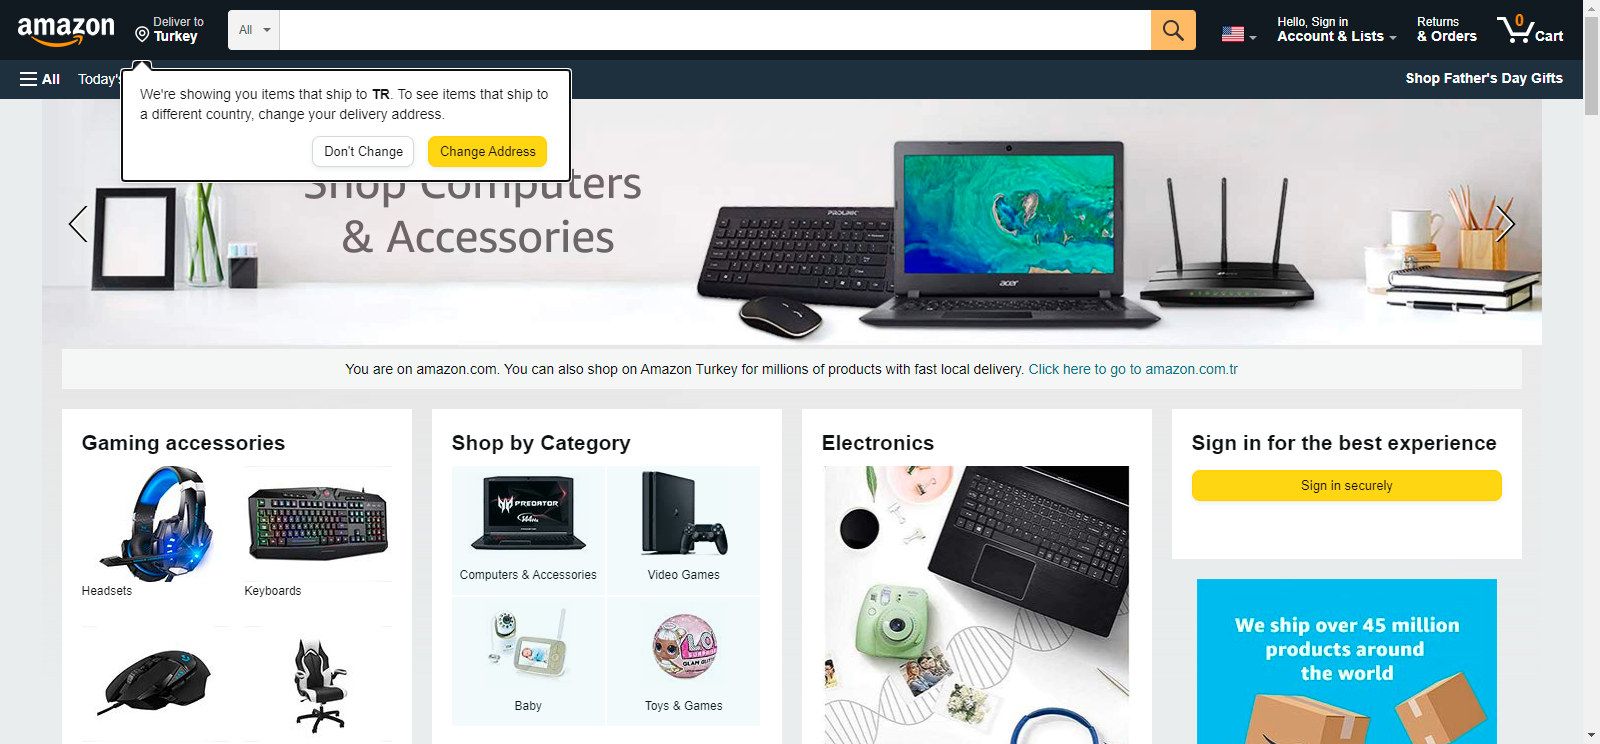 amazon
Deliver to
Turkey
All
Hello, Sign in
Account & Lists
Returns
& Orders
0
Cart
All
Today's
Shop Father's Day Gifts
We're showing you items that ship to TR. To see items that ship to
a different country, change your delivery address.
Don't Change
Change Address
Shop Computers
& Accessories
PROLINK
acer
You are on amazon.com. You can also shop on Amazon Turkey for millions of products with fast local delivery. Click here to go to amazon.com.tr
Gaming accessories
Headsets
Keyboards
Shop by Category
PREDATOR
Computers & Accessories
Video Games
Baby
L.O.L.
SURPRISE
Toys & Games
Electronics
Sign in for the best experience
Sign in securely
We ship over 45 million
products around
the world